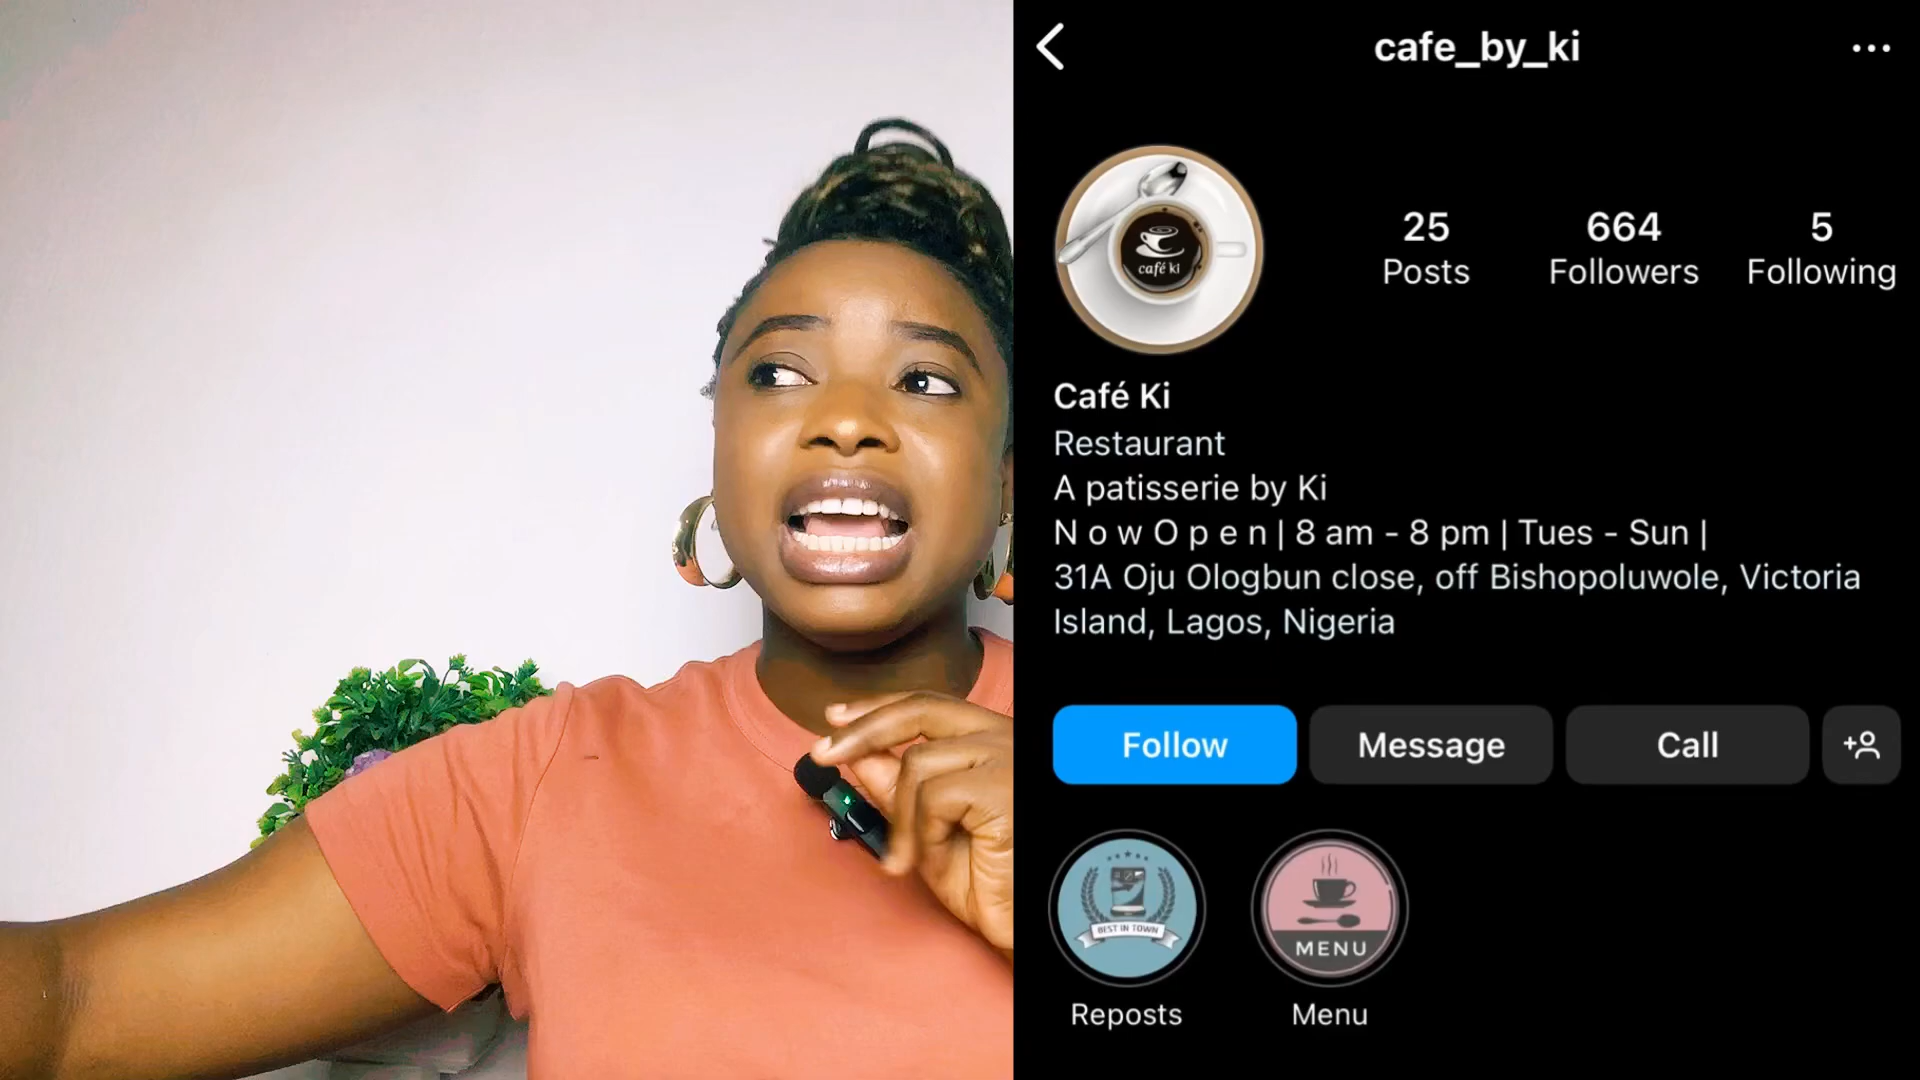 cafe_by_ki
25
Posts
664
Followers
5
Following
café ki
Café Ki
Restaurant
A patisserie by Ki
N o w O p e n | 8 am - 8 pm | Tues - Sun |
31A Oju Ologbun close, off Bishopoluwole, Victoria
Island, Lagos, Nigeria
Follow
Message
Call
BEST IN TOWN
MENU
Reposts
Menu